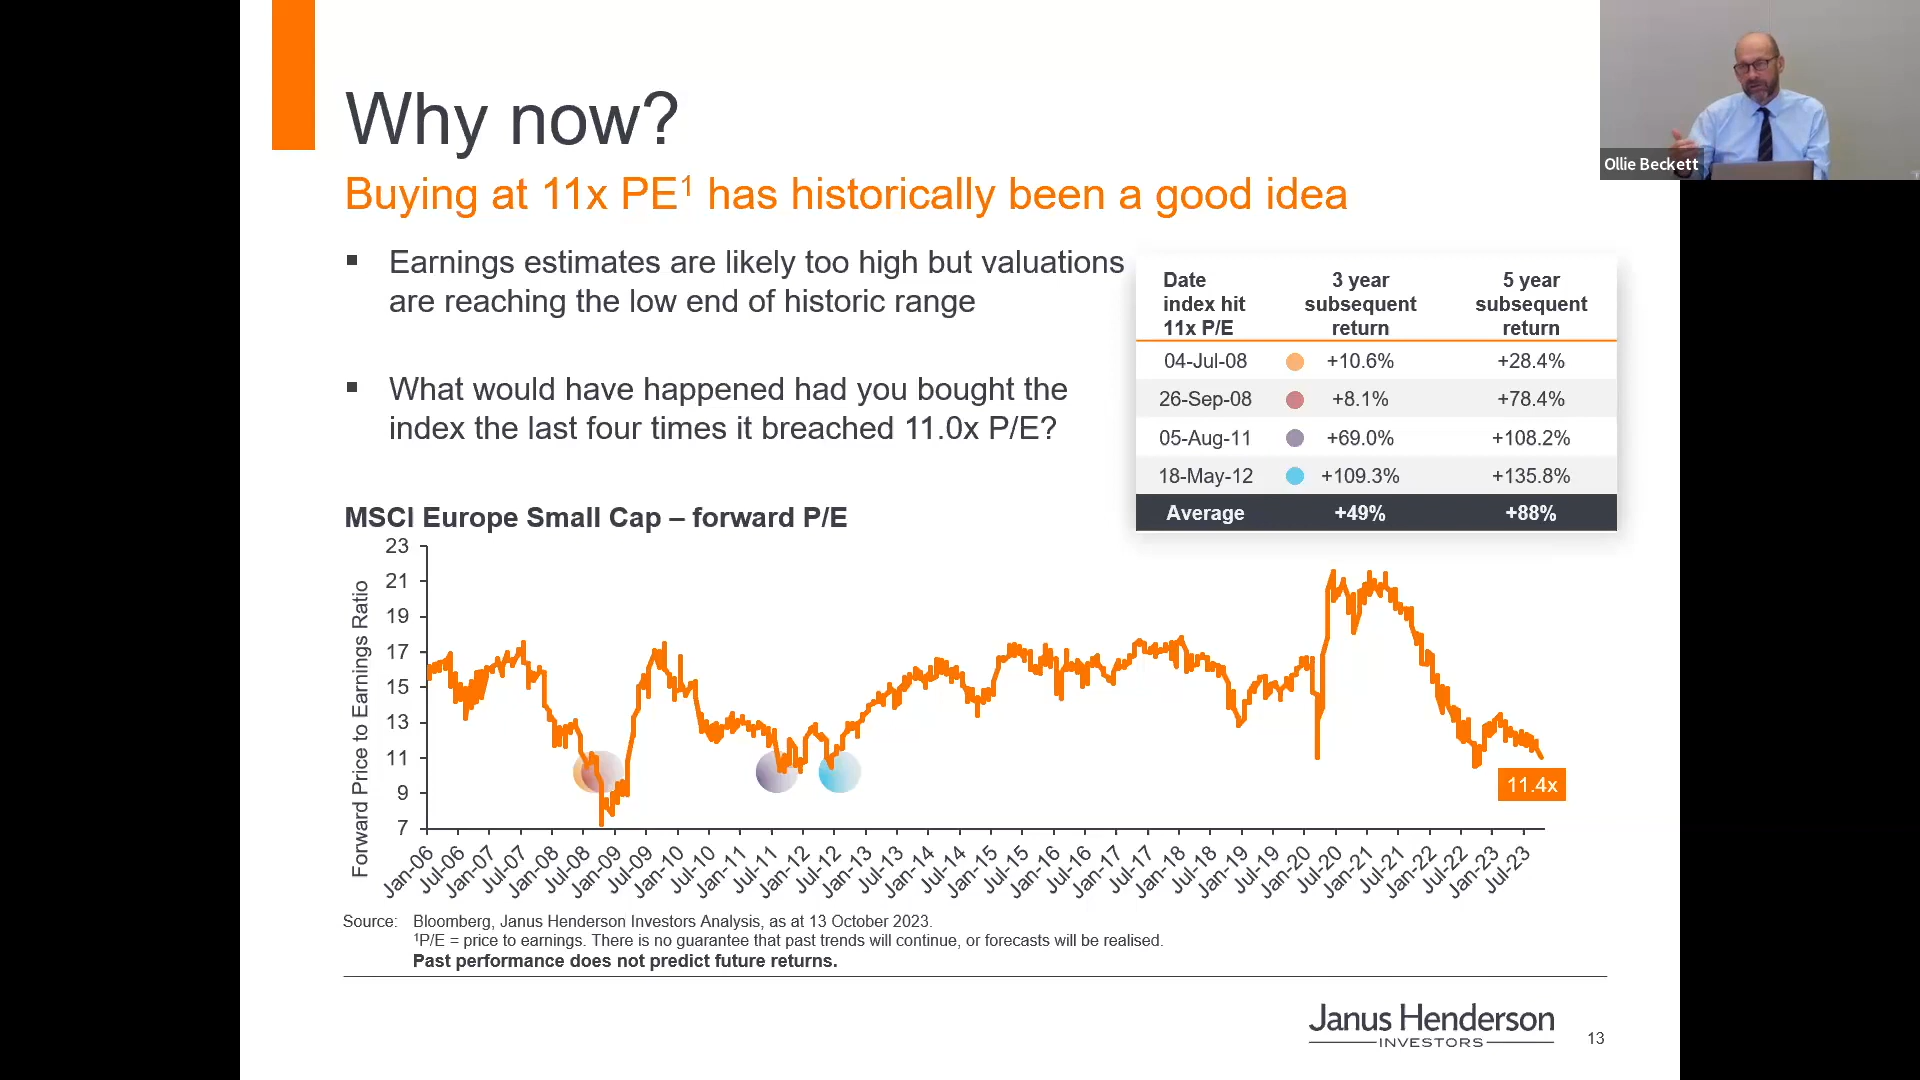 Why now?
Buying at 11x PE¹ has historically been a good idea
▪ Earnings estimates are likely too high but valuations
are reaching the low end of historic range
▪ What would have happened had you bought the
index the last four times it breached 11.0x P/E?
Ollie Beckett
Date index hit 11x P/E 3 year subsequent return 5 year subsequent return
04-Jul-08 +10.6% +28.4%
26-Sep-08 +8.1% +78.4%
05-Aug-11 +69.0% +108.2%
18-May-12 +109.3% +135.8%
Average +49% +88%
MSCI Europe Small Cap – forward P/E
Forward Price to Earnings Ratio
23
21
19
17
15
13
11
9
7
11.4x
Jan-06 Jul-06 Jan-07 Jul-07 Jan-08 Jul-08 Jan-09 Jul-09 Jan-10 Jul-10 Jan-11 Jul-11 Jan-12 Jul-12 Jan-13 Jul-13 Jan-14 Jul-14 Jan-15 Jul-15 Jan-16 Jul-16 Jan-17 Jul-17 Jan-18 Jul-18 Jan-19 Jul-19 Jan-20 Jul-20 Jan-21 Jul-21 Jan-22 Jul-22 Jan-23 Jul-23
Source: Bloomberg, Janus Henderson Investors Analysis, as at 13 October 2023.
¹P/E = price to earnings. There is no guarantee that past trends will continue, or forecasts will be realised.
Past performance does not predict future returns.
Janus Henderson
INVESTORS
13